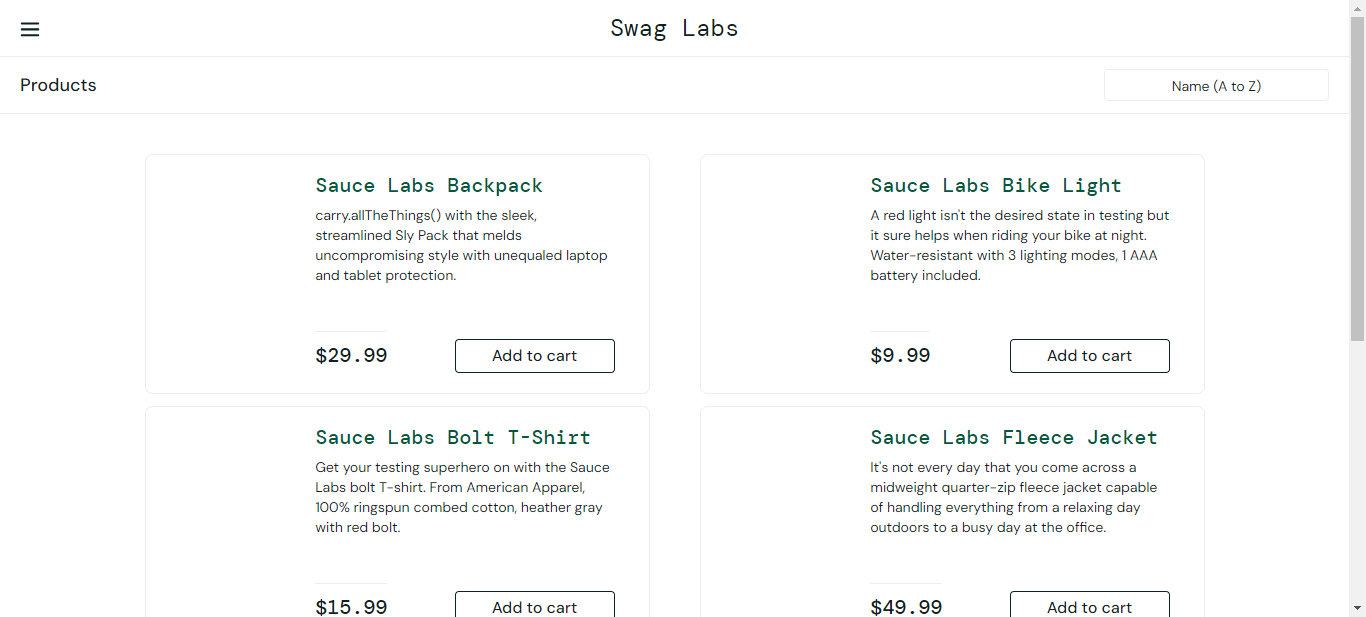 Swag Labs
Products
Name (A to Z)
Sauce Labs Backpack
carry.allTheThings() with the sleek,
streamlined Sly Pack that melds
uncompromising style with unequaled laptop
and tablet protection.
$29.99
Add to cart
Sauce Labs Bike Light
A red light isn't the desired state in testing but
it sure helps when riding your bike at night.
Water-resistant with 3 lighting modes, 1 AAA
battery included.
$9.99
Add to cart
Sauce Labs Bolt T-Shirt
Get your testing superhero on with the Sauce
Labs bolt T-shirt. From American Apparel,
100% ringspun combed cotton, heather gray
with red bolt.
$15.99
Add to cart
Sauce Labs Fleece Jacket
It's not every day that you come across a
midweight quarter-zip fleece jacket capable
of handling everything from a relaxing day
outdoors to a busy day at the office.
$49.99
Add to cart